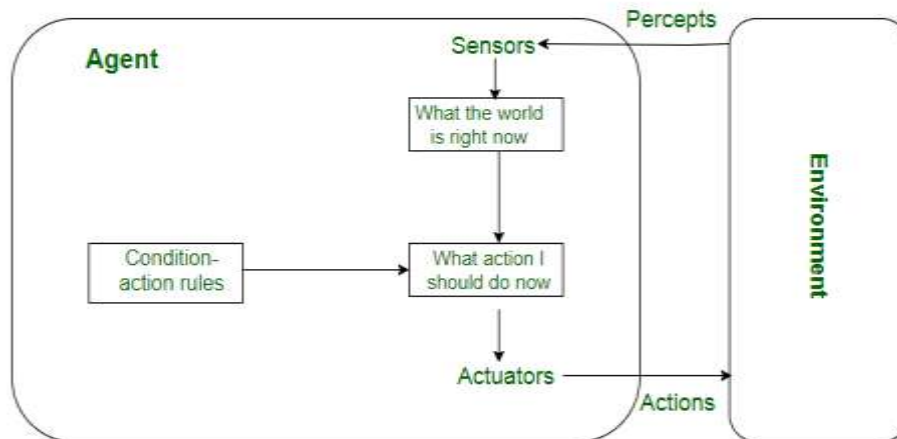 Percepts
Agent
Sensors
What the world
is right now
Environment
Condition-
action rules
What action I
should do now
Actuators
Actions